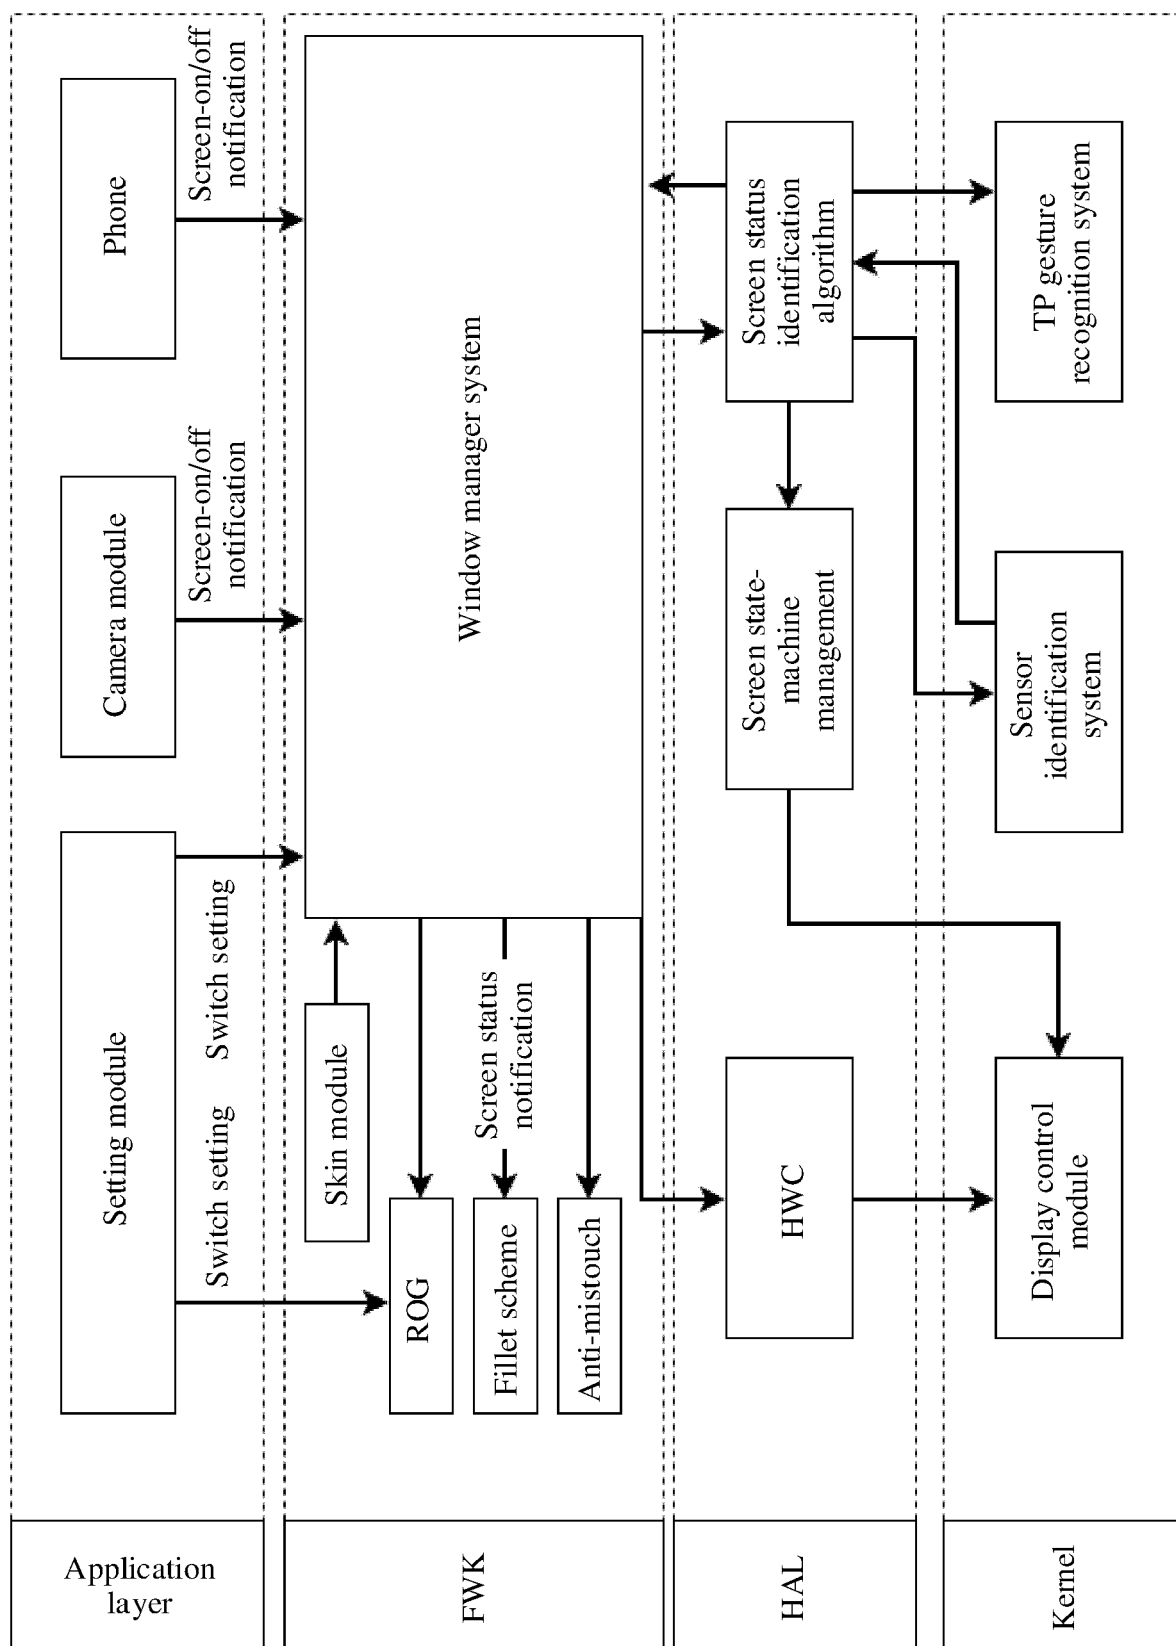 Application
layer
Setting module
Camera module
Phone
Switch setting
Switch setting
Screen-on/off
notification
Screen-on/off
notification
FWK
Skin module
Window manager system
ROG
Fillet scheme
Anti-mistouch
Screen status
notification
HAL
HWC
Screen state-
machine
management
Screen status
identification
algorithm
Kernel
Display control
module
Sensor
identification
system
TP gesture
recognition system